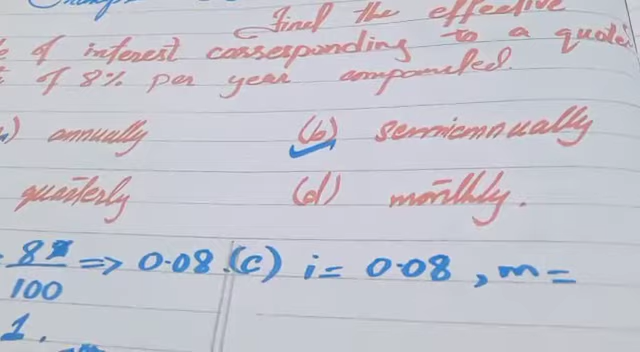 Find the effective
of interest corresponding to a quoted
of 8% per year compounded.
) annually (b) semiannually
quarterly (d) monthly.
8%/100 => 0.08 (c) i = 0.08, m =
1.